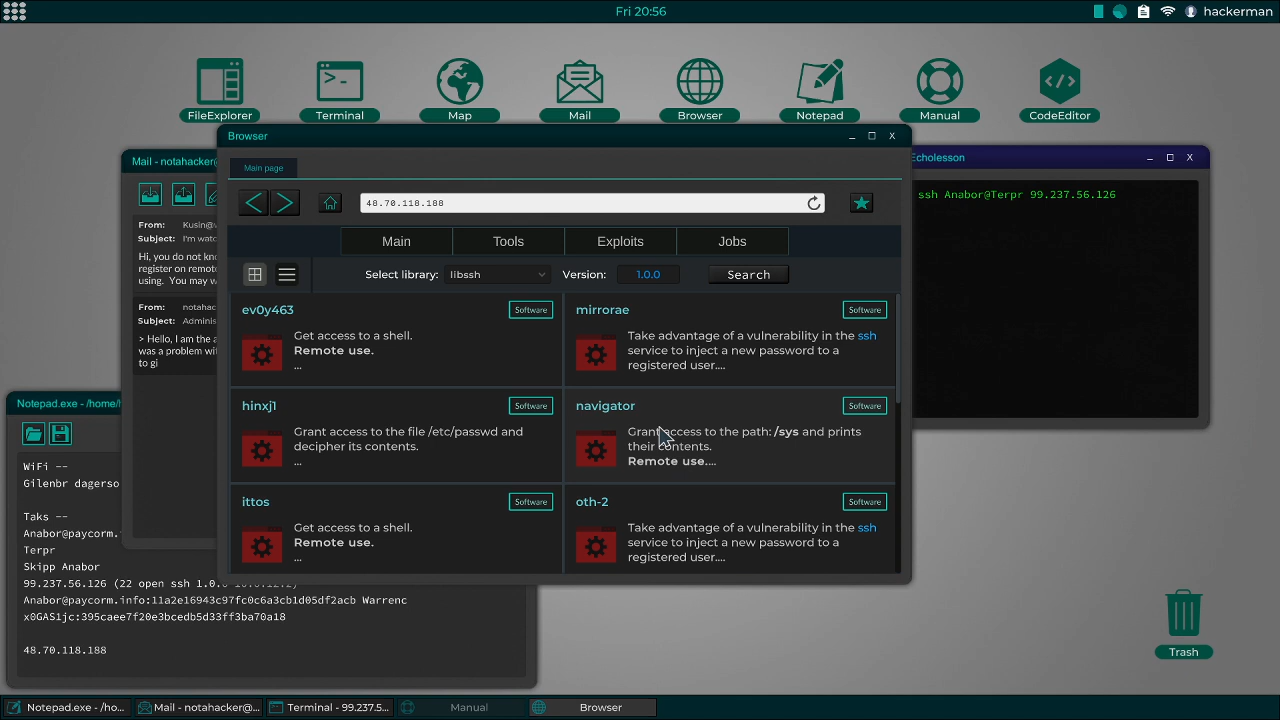 Fri 20:56
hackerman
FileExplorer
Terminal
Map
Mail
Browser
Notepad
Manual
CodeEditor
Browser
Main page
48.70.118.188
Main
Tools
Exploits
Jobs
Select library:
libssh
Version:
1.0.0
Search
ev0y463
Software
Get access to a shell.
Remote use.
...
mirrorae
Software
Take advantage of a vulnerability in the ssh
service to inject a new password to a
registered user....
hinxj1
Software
Grant access to the file /etc/passwd and
decipher its contents.
...
navigator
Software
Grant access to the path: /sys and prints
their contents.
Remote use....
ittos
Software
Get access to a shell.
Remote use.
...
oth-2
Software
Take advantage of a vulnerability in the ssh
service to inject a new password to a
registered user....
Mail - notahacker@
From: Kusin@
Subject: I'm wat
Hi, you do not kn
register on remot
using. You may w
From: notahac
Subject: Adminis
> Hello, I am the a
was a problem wit
to gi
Echolesson
ssh Anabor@Terpr 99.237.56.126
Notepad.exe - /home/
WiFi --
Gilenbr dagerso
Taks --
Anabor@paycorm.
Terpr
Skipp Anabor
99.237.56.126 (22 open ssh 1.0.0
Anabor@paycorm.info:11a2e16943c97fc0c6a3cb1d05df2acb Warrenc
x0GAS1jc:395caee7f20e3bcedb5d33ff3ba70a18
48.70.118.188
Trash
Notepad.exe - /ho...
Mail - notahacker@...
Terminal - 99.237.5...
Manual
Browser